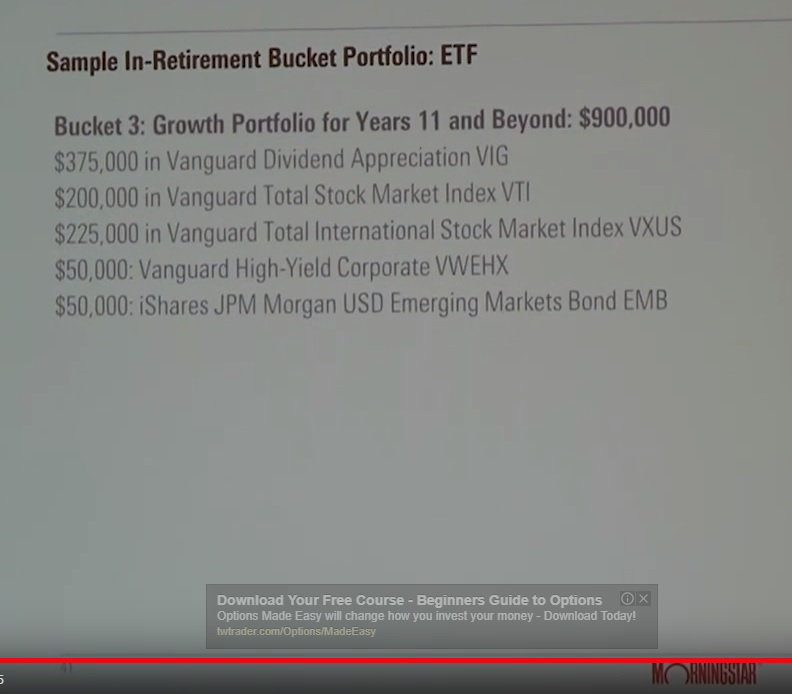 Sample In-Retirement Bucket Portfolio: ETF
Bucket 3: Growth Portfolio for Years 11 and Beyond: $900,000
$375,000 in Vanguard Dividend Appreciation VIG
$200,000 in Vanguard Total Stock Market Index VTI
$225,000 in Vanguard Total International Stock Market Index VXUS
$50,000: Vanguard High-Yield Corporate VWEHX
$50,000: iShares JPM Morgan USD Emerging Markets Bond EMB
Download Your Free Course - Beginners Guide to Options
Options Made Easy will change how you invest your money - Download Today!
twtrader.com/Options/MadeEasy
41
5
MORNINGSTAR